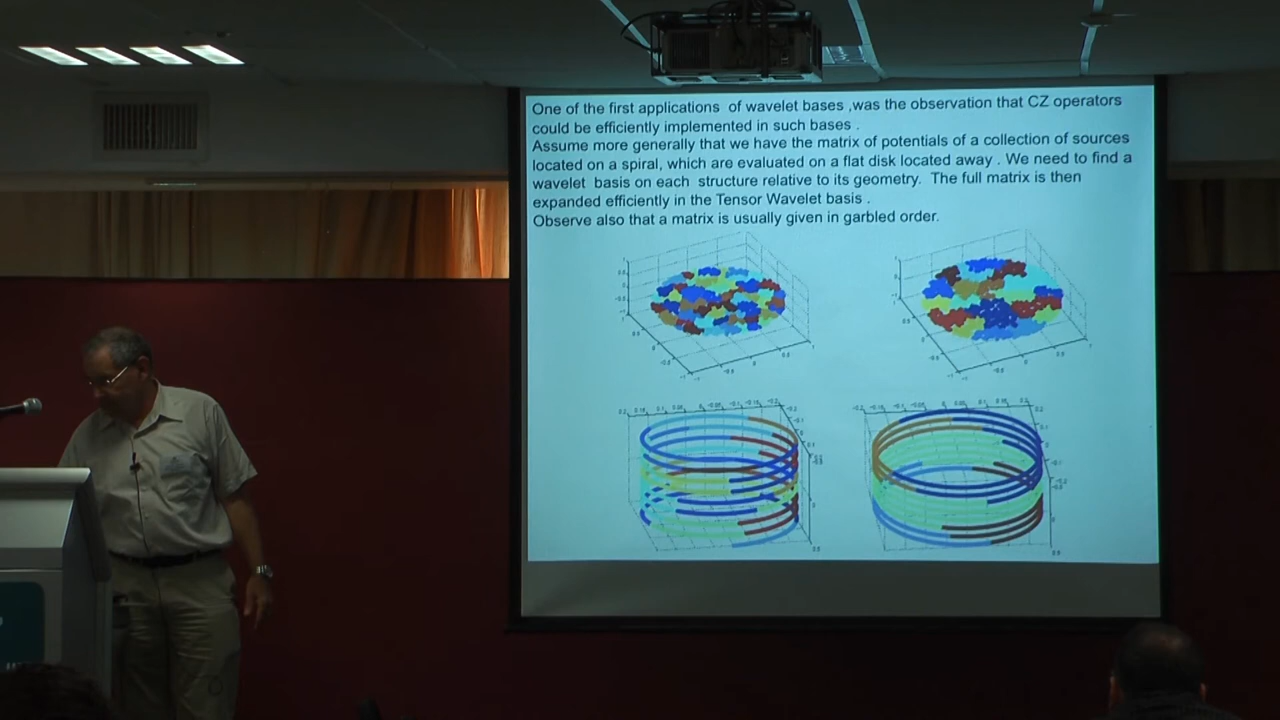 One of the first applications of wavelet bases ,was the observation that CZ operators
could be efficiently implemented in such bases .
Assume more generally that we have the matrix of potentials of a collection of sources
located on a spiral, which are evaluated on a flat disk located away . We need to find a
wavelet basis on each structure relative to its geometry. The full matrix is then
expanded efficiently in the Tensor Wavelet basis .
Observe also that a matrix is usually given in garbled order.